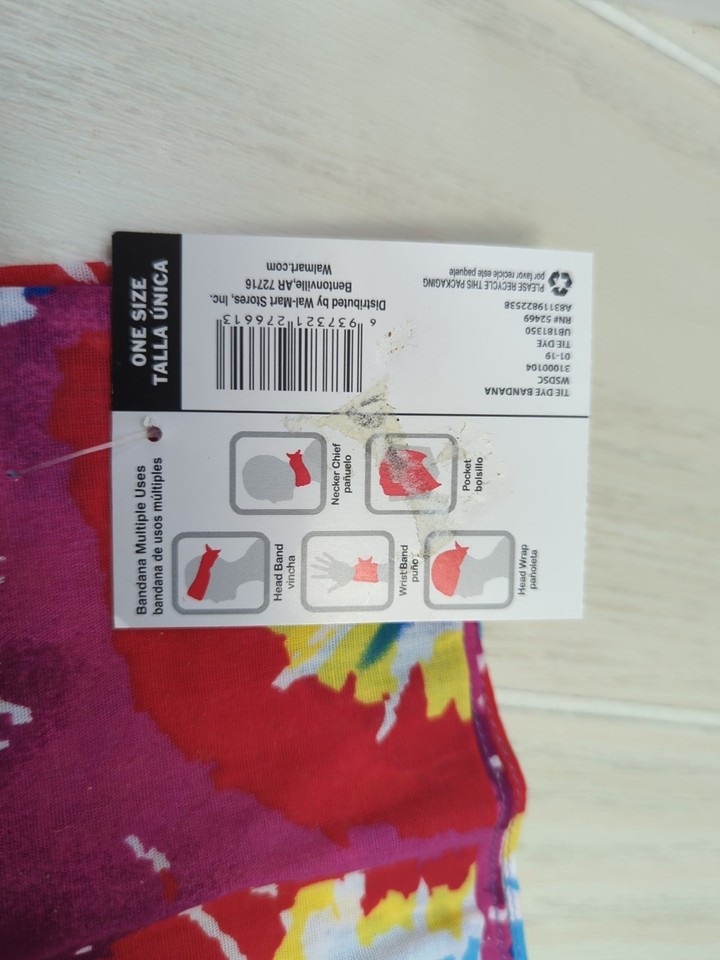 ONE SIZE
TALLA ÚNICA
TIE DYE BANDANA
WSDSC
31000104
01-19
TIE DYE
UB181350
RN# 52469
A83119822538
PLEASE RECYCLE THIS PACKAGING
por favor recicle este paquete
6 937321 276613
Distributed by Wal-Mart Stores, Inc.
Bentonville,AR 72716
Walmart.com
Bandana Multiple Uses
bandana de usos múltiples
Necker Chief
pañuelo
Pocket
bolsillo
Head Band
vincha
Wrist Band
puño
Head Wrap
pañoleta